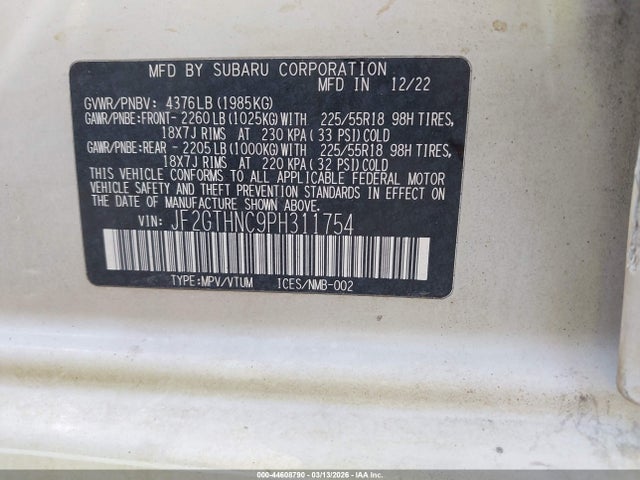 MFD BY SUBARU CORPORATION
MFD IN 12/22
GVWR/PNBV: 4376LB(1985KG)
GAWR/PNBE:FRONT- 2260LB(1025KG)WITH 225/55R18 98H TIRES,
18X7J RIMS AT 230 KPA(33 PSI)COLD
GAWR/PNBE:REAR - 2205LB(1000KG)WITH 225/55R18 98H TIRES,
18X7J RIMS AT 220 KPA(32 PSI)COLD
THIS VEHICLE CONFORMS TO ALL APPLICABLE FEDERAL MOTOR
VEHICLE SAFETY AND THEFT PREVENTION STANDARDS IN EFFECT ON
THE DATE OF MANUFACTURE SHOWN ABOVE.
VIN: JF2GTHNC9PH311754
TYPE:MPV/VTUM ICES/NMB-002
000-44608790 - 03/13/2026 - IAA Inc.